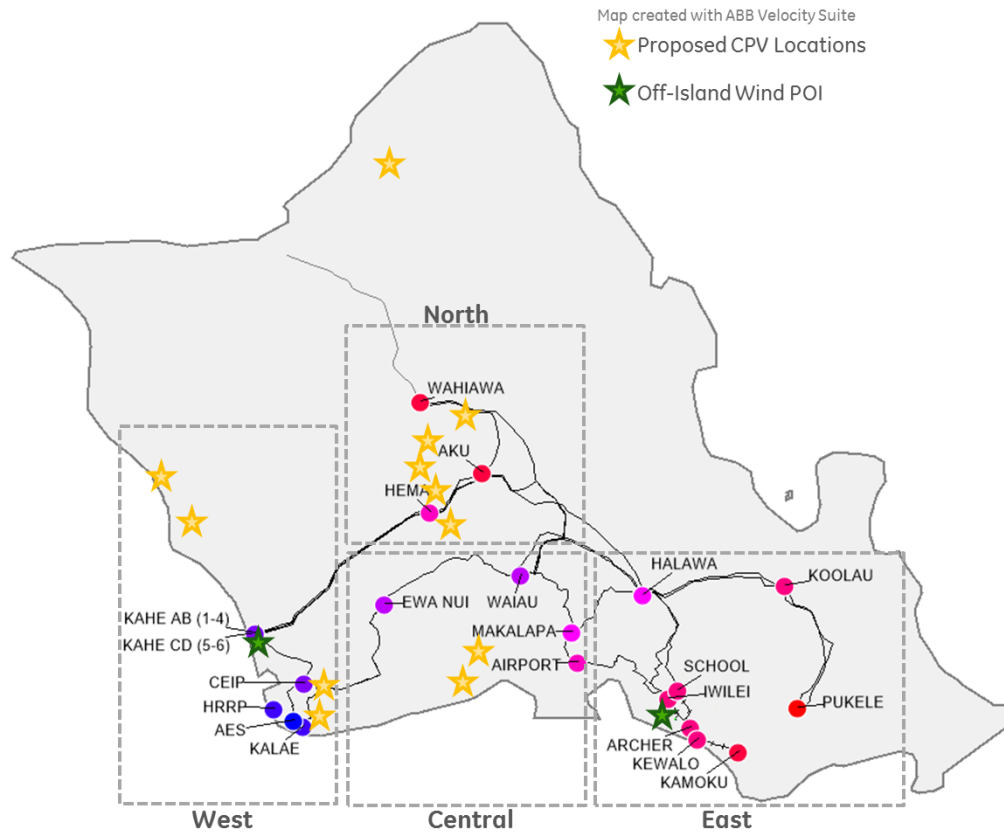 Map created with ABB Velocity Suite
Proposed CPV Locations
Off-Island Wind POI
North
WAHIAWA
AKU
HEMA
HALAWA
KOOLAU
EWA NUI
WAIAU
KAHE AB (1-4)
KAHE CD (5-6)
MAKALAPA
AIRPORT
CEIP
SCHOOL
IWILEI
HRRP
PUKELE
AES
KALAE
ARCHER
KEWALO
KAMOKU
West
Central
East